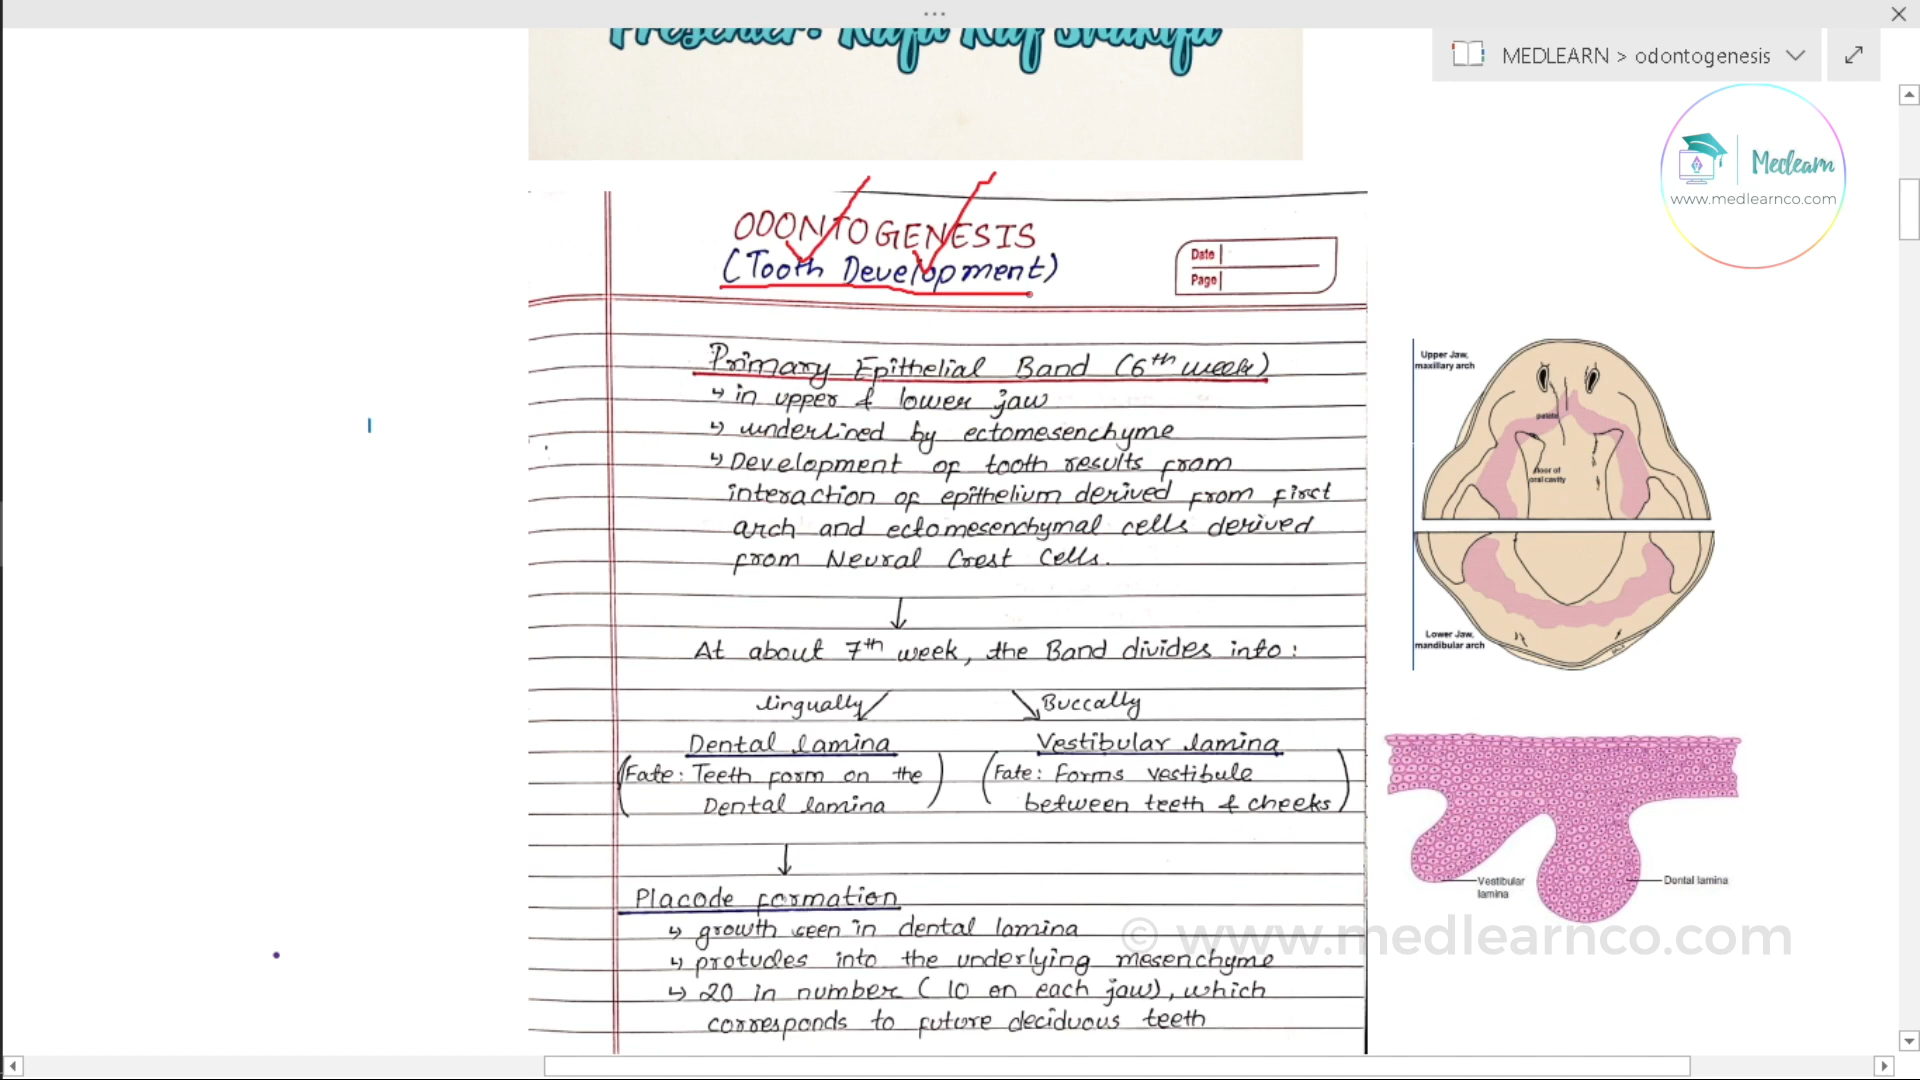 Presenter: Raju Raj Shakya
MEDLEARN > odontogenesis
Medlearn
www.medlearnco.com
ODONTOGENESIS
(Tooth Development)
Date
Page
Primary Epithelial Band (6th week)
↳ in upper & lower jaw
↳ underlined by ectomesenchyme
↳ Development of tooth results from
interaction of epithelium derived from first
arch and ectomesenchymal cells derived
from Neural Crest Cells.
↓
At about 7th week, the Band divides into:
lingually
Buccally
Dental lamina
(Fate: Teeth form on the
Dental lamina)
Vestibular lamina
(Fate: Forms vestibule
between teeth & cheeks)
↓
Placode formation
↳ growth seen in dental lamina
↳ protudes into the underlying mesenchyme
↳ 20 in number (10 on each jaw), which
corresponds to future deciduous teeth
Upper Jaw,
maxillary arch
palate
floor of
oral cavity
Lower Jaw,
mandibular arch
Vestibular
lamina
Dental lamina
© www.medlearnco.com